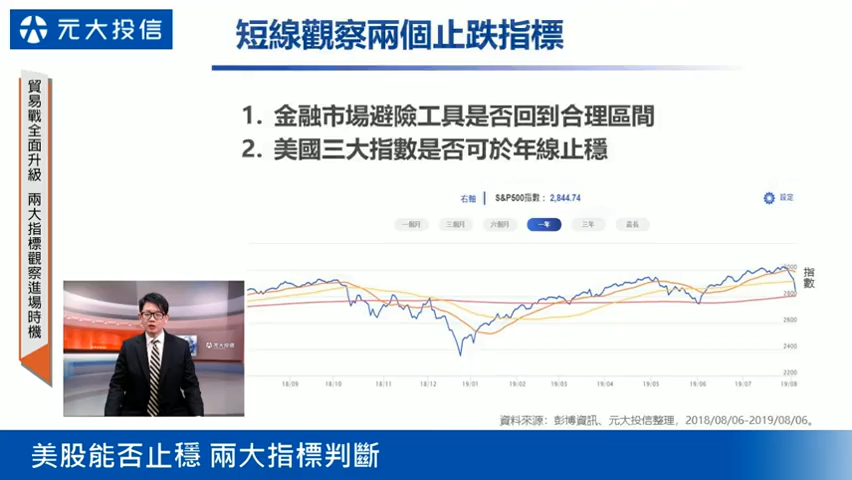 元大投信
短線觀察兩個止跌指標
貿易戰全面升級 兩大指標觀察進場時機
1. 金融市場避險工具是否回到合理區間
2. 美國三大指數是否可於年線止穩
右軸 S&P500指數： 2,844.74 設定
一個月 三個月 六個月 一年 三年 最長
指數
3000
2800
2600
2400
2200
18/09 18/10 18/11 18/12 19/01 19/02 19/03 19/04 19/05 19/06 19/07 19/08
元大投信
資料來源：彭博資訊、元大投信整理，2018/08/06-2019/08/06。
美股能否止穩 兩大指標判斷